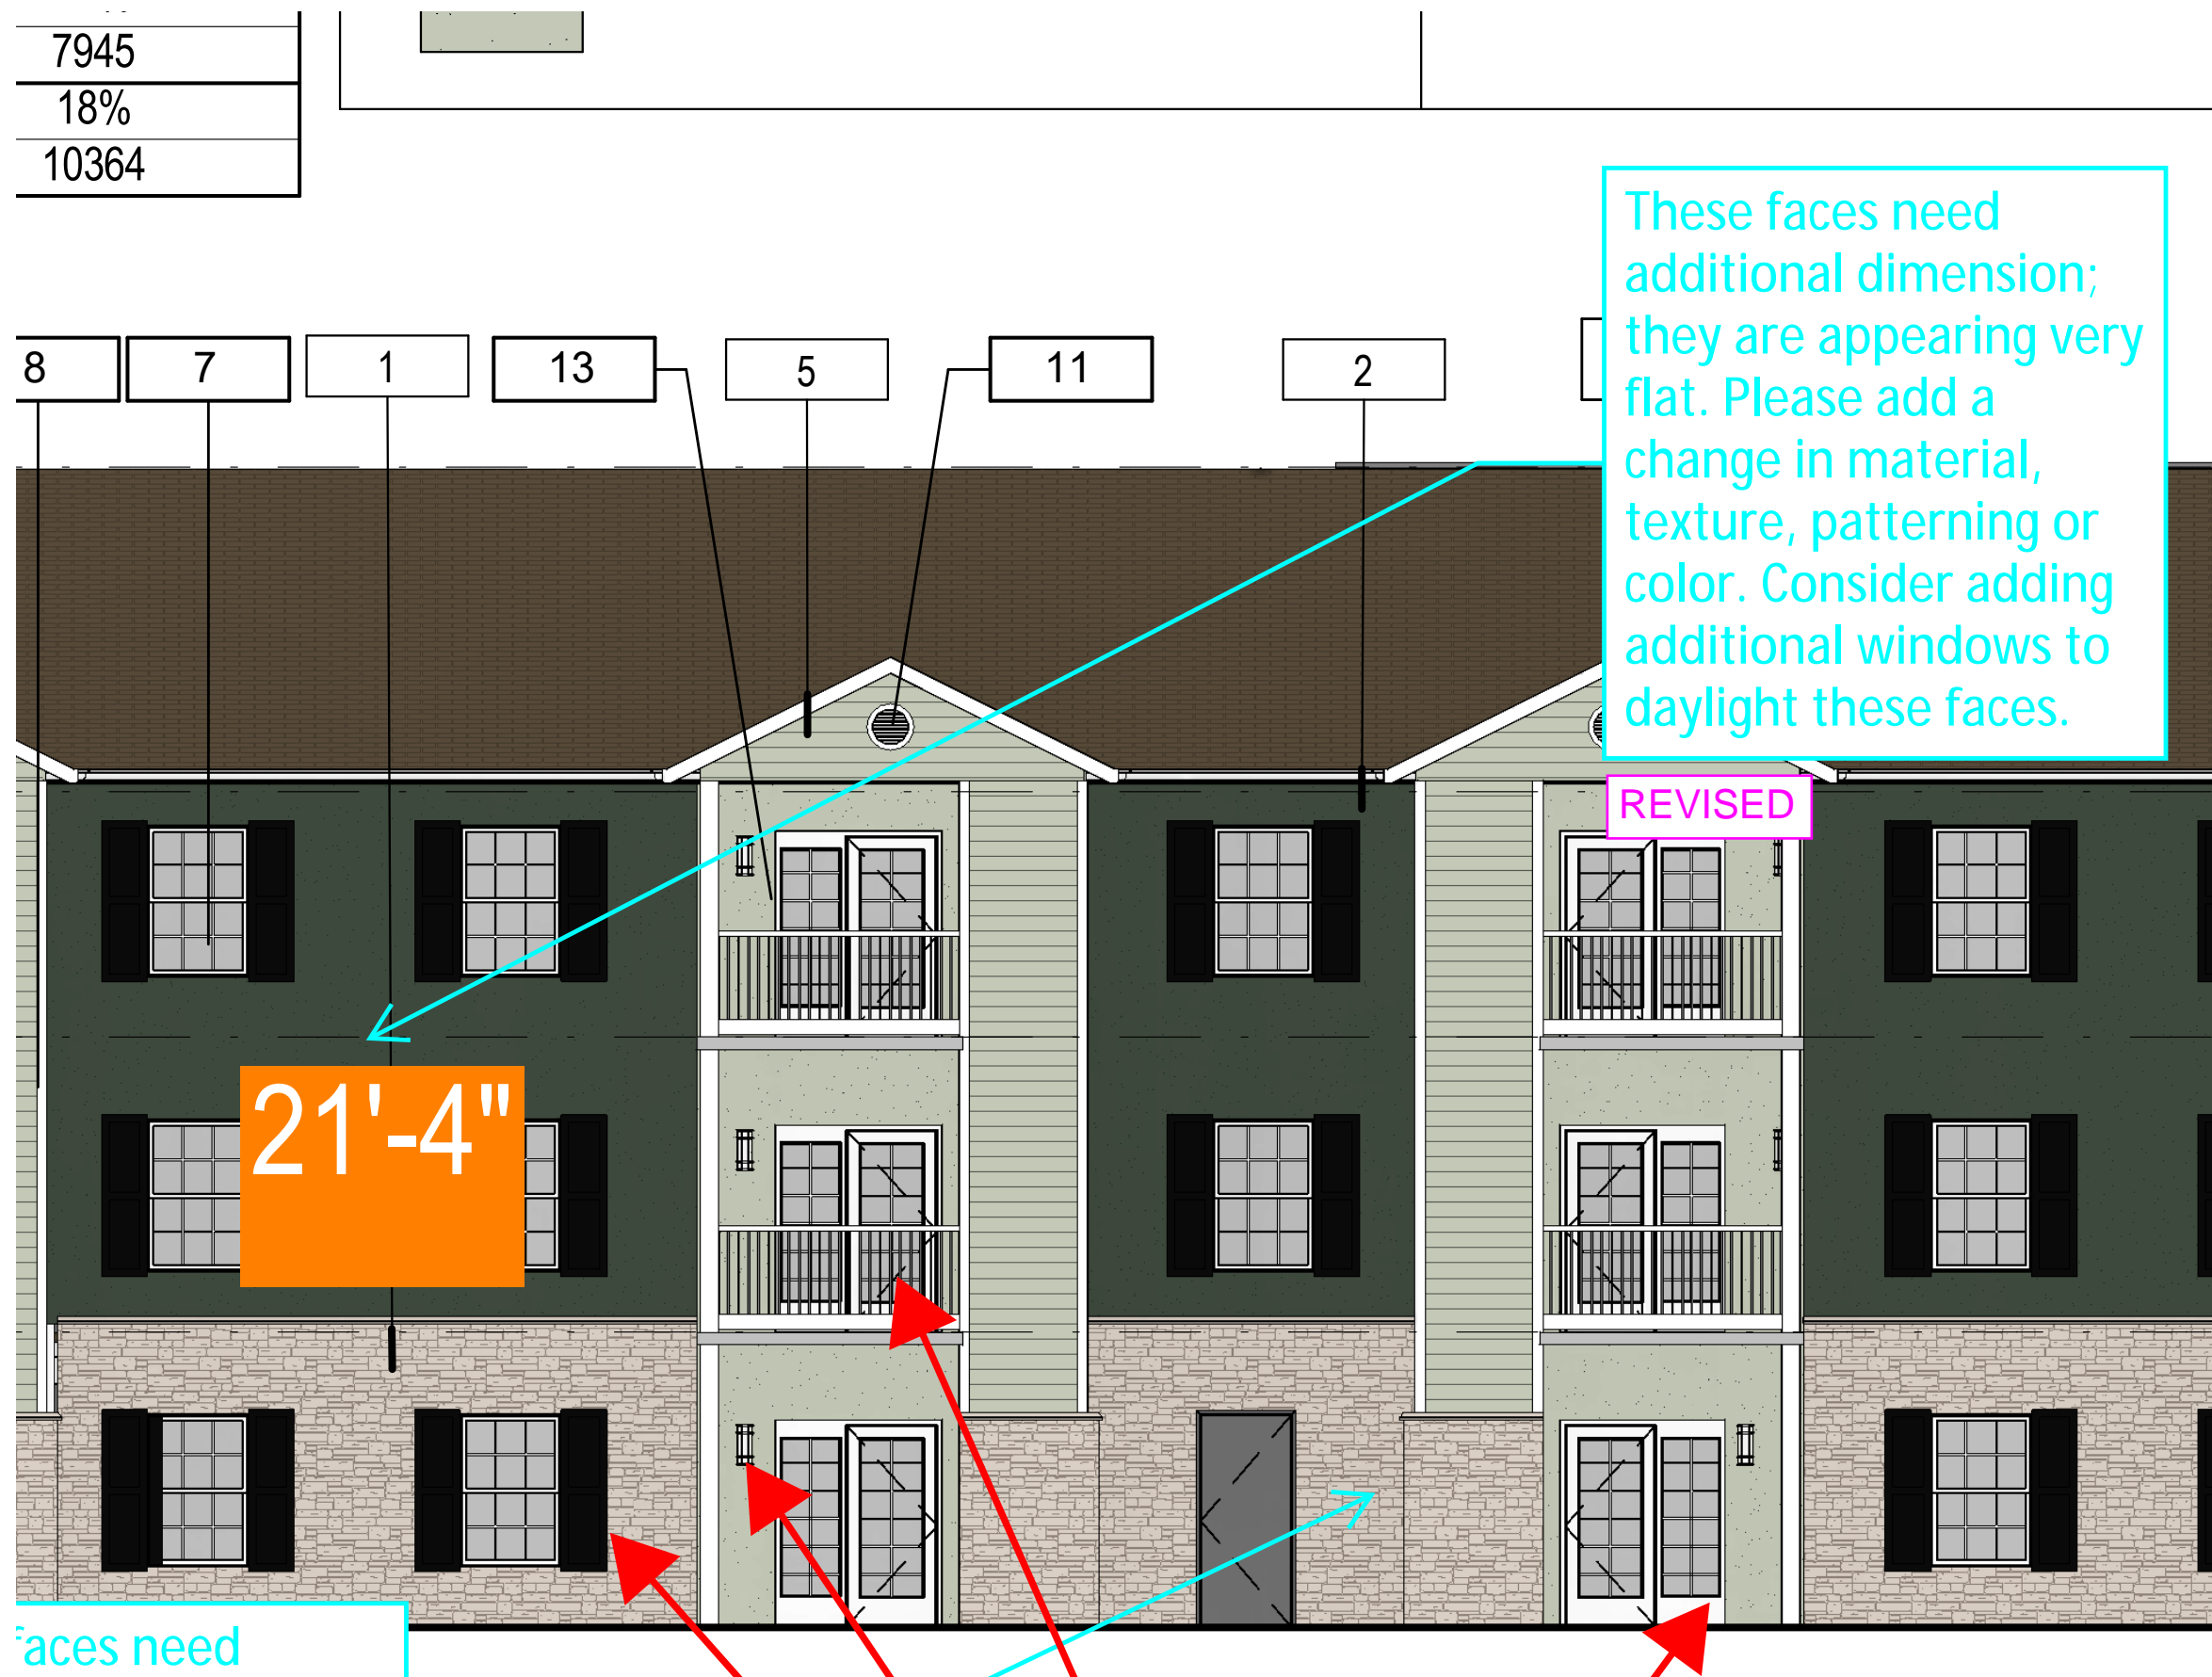 7945
18%
10364
These faces need
additional dimension;
they are appearing very
flat. Please add a
change in material,
texture, patterning or
color. Consider adding
additional windows to
daylight these faces.
8
7
1
13
5
11
2
REVISED
21'-4"
faces need